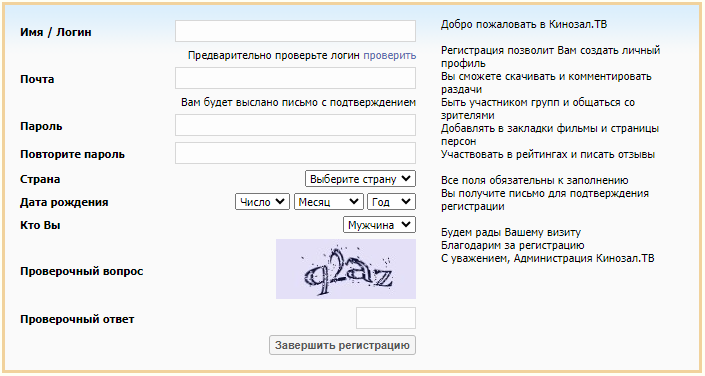 Имя / Логин
Предварительно проверьте логин проверить
Почта
Вам будет выслано письмо с подтверждением
Пароль
Повторите пароль
Страна
Выберите страну
Дата рождения
Число Месяц Год
Кто Вы
Мужчина
Проверочный вопрос
Проверочный ответ
Завершить регистрацию
Добро пожаловать в Кинозал.ТВ
Регистрация позволит Вам создать личный
профиль
Вы сможете скачивать и комментировать
раздачи
Быть участником групп и общаться со
зрителями
Добавлять в закладки фильмы и страницы
персон
Участвовать в рейтингах и писать отзывы
Все поля обязательны к заполнению
Вы получите письмо для подтверждения
регистрации
Будем рады Вашему визиту
Благодарим за регистрацию
С уважением, Администрация Кинозал.ТВ